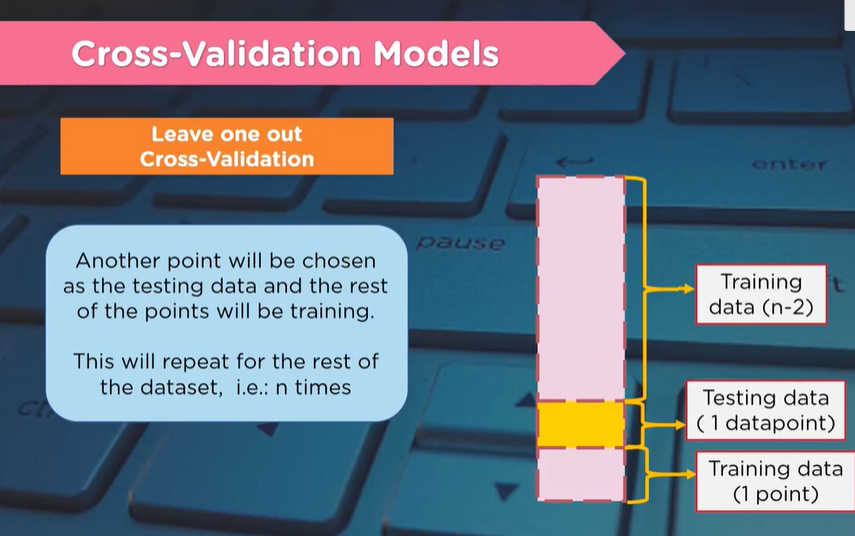 Cross-Validation Models
Leave one out
Cross-Validation
Another point will be chosen
as the testing data and the rest
of the points will be training.
This will repeat for the rest of
the dataset, i.e.: n times
enter
pause
Training
data (n-2)
Testing data
( 1 datapoint)
Training data
(1 point)